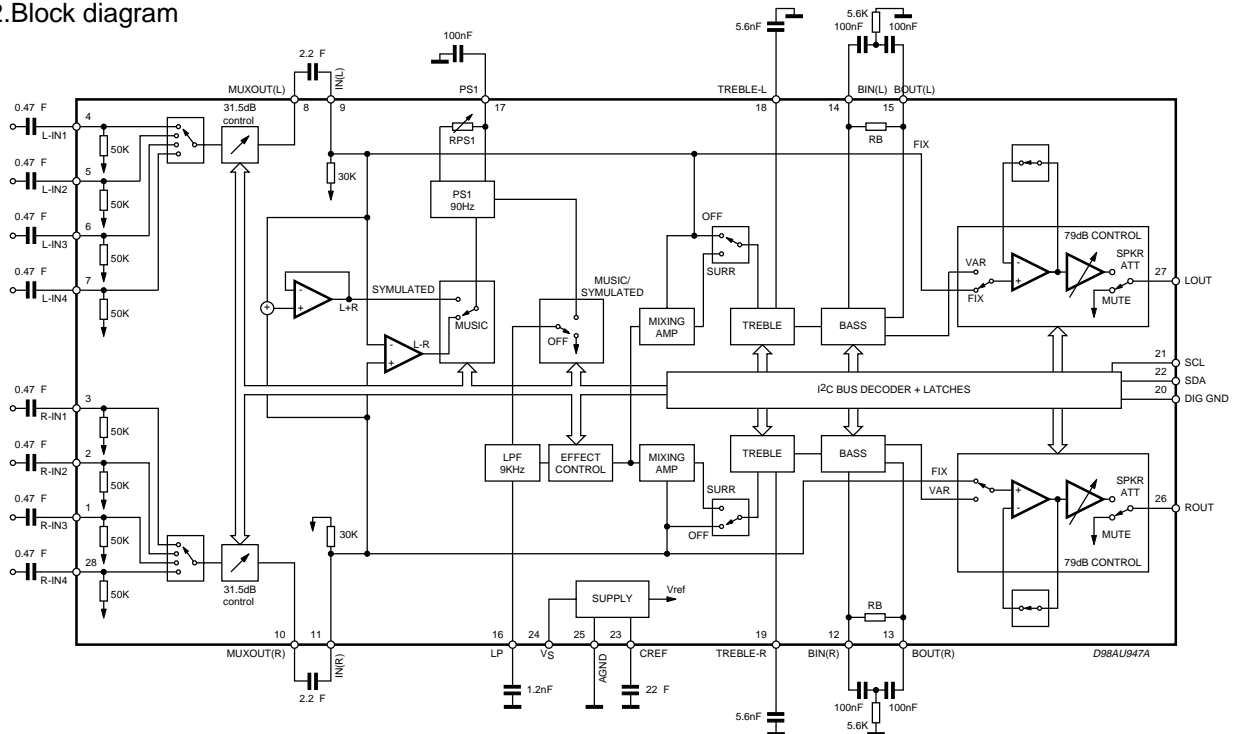 2.Block diagram
5.6nF
5.6K
100nF
100nF
100nF
2.2 F
IN(L)
MUXOUT(L)
PS1
TREBLE-L
BIN(L)
BOUT(L)
8
9
17
18
14
15
0.47 F
L-IN1
4
50K
31.5dB
control
RPS1
RB
FIX
0.47 F
L-IN2
5
50K
30K
PS1
90Hz
0.47 F
L-IN3
6
50K
OFF
SURR
79dB CONTROL
0.47 F
L-IN4
7
50K
L+R
SYMULATED
MUSIC
L-R
MUSIC/
SYMULATED
OFF
MIXING
AMP
TREBLE
BASS
VAR
FIX
SPKR
ATT
MUTE
27
LOUT
I2C BUS DECODER + LATCHES
21
SCL
22
SDA
20
DIG GND
0.47 F
R-IN1
3
50K
0.47 F
R-IN2
2
50K
LPF
9KHz
EFFECT
CONTROL
MIXING
AMP
TREBLE
BASS
FIX
VAR
SPKR
ATT
MUTE
26
ROUT
0.47 F
R-IN3
1
50K
30K
SURR
OFF
79dB CONTROL
0.47 F
R-IN4
28
50K
31.5dB
control
SUPPLY
Vref
RB
10
11
16
24
25
23
19
12
13
MUXOUT(R)
IN(R)
LP
VS
AGND
CREF
TREBLE-R
BIN(R)
BOUT(R)
D98AU947A
2.2 F
1.2nF
22 F
5.6nF
100nF
100nF
5.6K